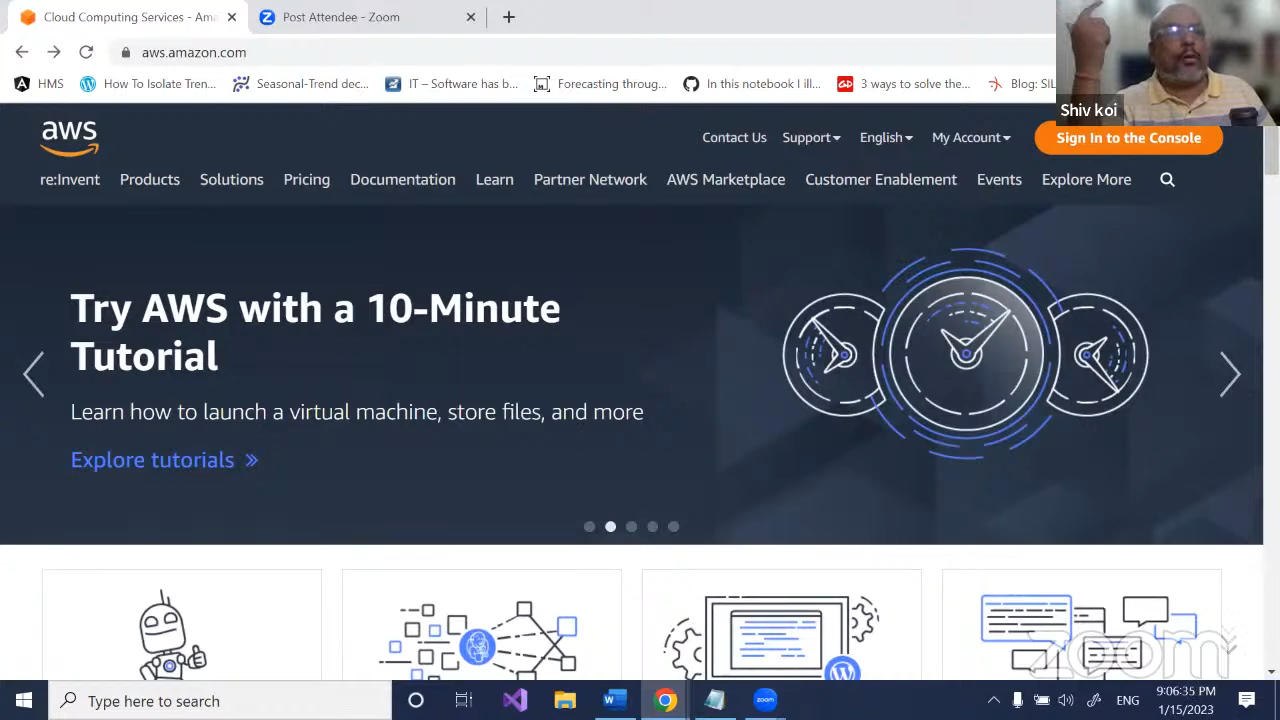 Cloud Computing Services - Ama
Post Attendee - Zoom
aws.amazon.com
HMS
How To Isolate Tren...
Seasonal-Trend do...
IT – Software has b...
Forecasting throug...
In this notebook I ill...
3 ways to solve the...
Blog: SIL
Shiv koi
aws
Contact Us
Support
English
My Account
Sign In to the Console
re:Invent
Products
Solutions
Pricing
Documentation
Learn
Partner Network
AWS Marketplace
Customer Enablement
Events
Explore More
Try AWS with a 10-Minute
Tutorial
Learn how to launch a virtual machine, store files, and more
Explore tutorials »
zoom
Type here to search
zoom
ENG
9:06:35 PM
1/15/2023